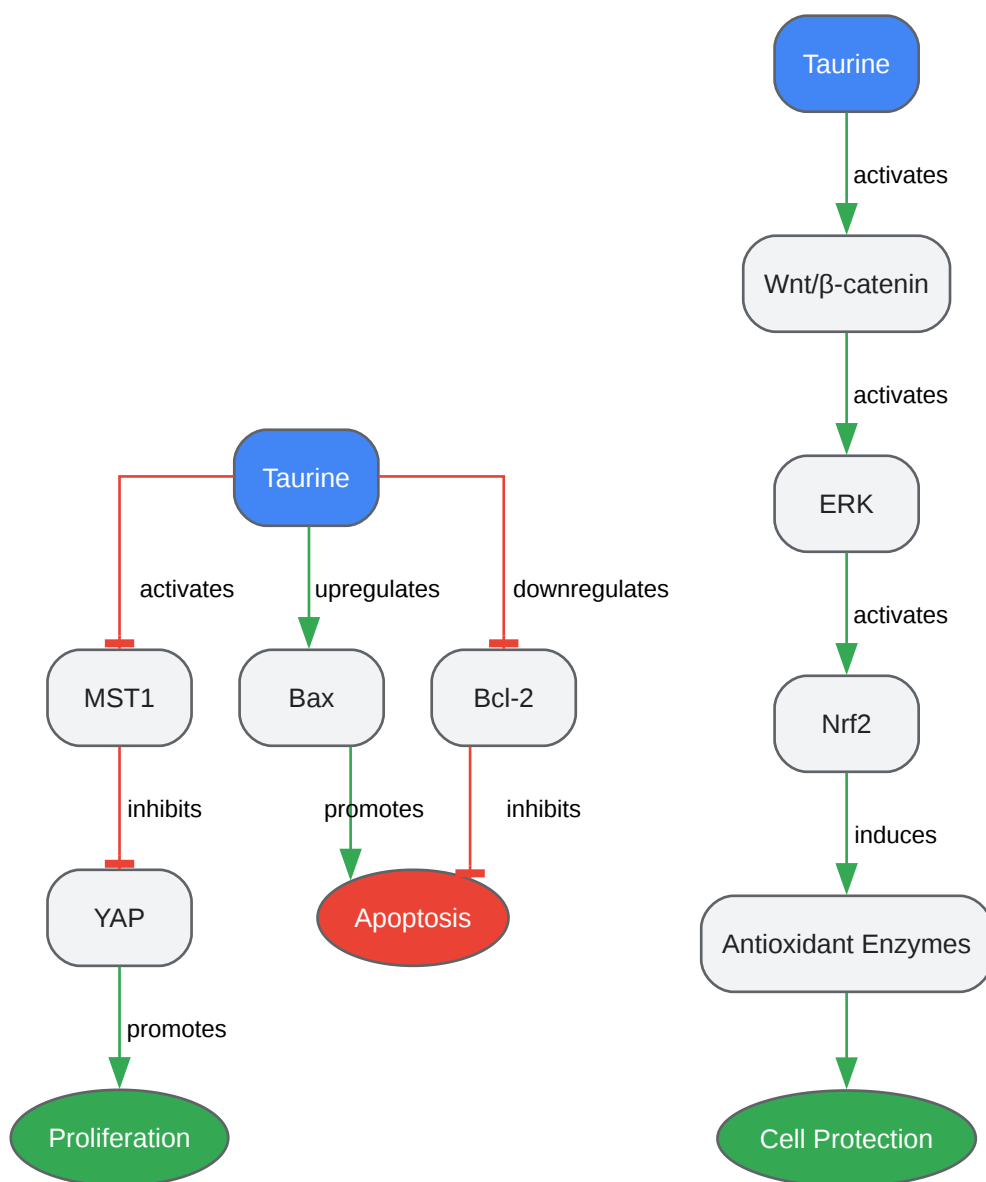 Taurine
activates
Wnt/β-catenin
activates
ERK
activates
Nrf2
induces
Antioxidant Enzymes
Cell Protection
Taurine
activates
upregulates
downregulates
MST1
Bax
Bcl-2
inhibits
promotes
inhibits
YAP
Apoptosis
promotes
Proliferation